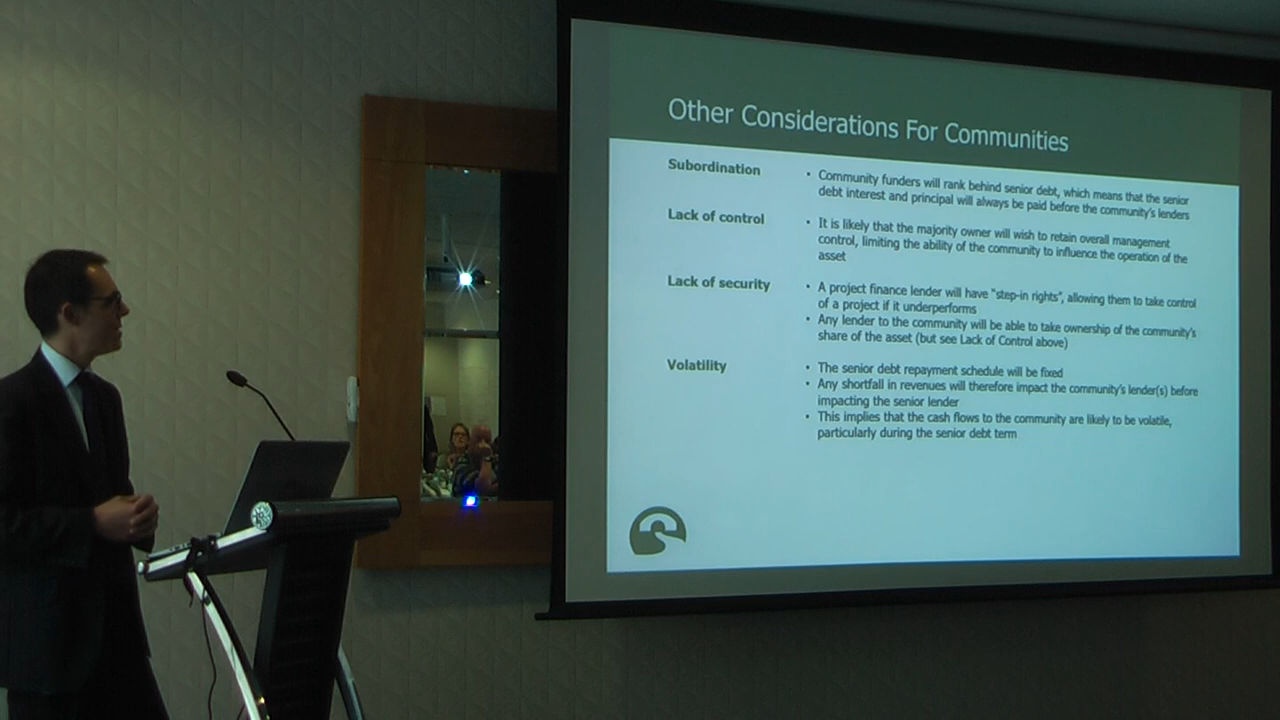 Other Considerations For Communities
Subordination
• Community funders will rank behind senior debt, which means that the senior
debt interest and principal will always be paid before the community's lenders
Lack of control
• It is likely that the majority owner will wish to retain overall management
control, limiting the ability of the community to influence the operation of the
asset
Lack of security
• A project finance lender will have "step-in rights", allowing them to take control
of a project if it underperforms
• Any lender to the community will be able to take ownership of the community's
share of the asset (but see Lack of Control above)
Volatility
• The senior debt repayment schedule will be fixed
• Any shortfall in revenues will therefore impact the community's lender(s) before
impacting the senior lender
• This implies that the cash flows to the community are likely to be volatile,
particularly during the senior debt term